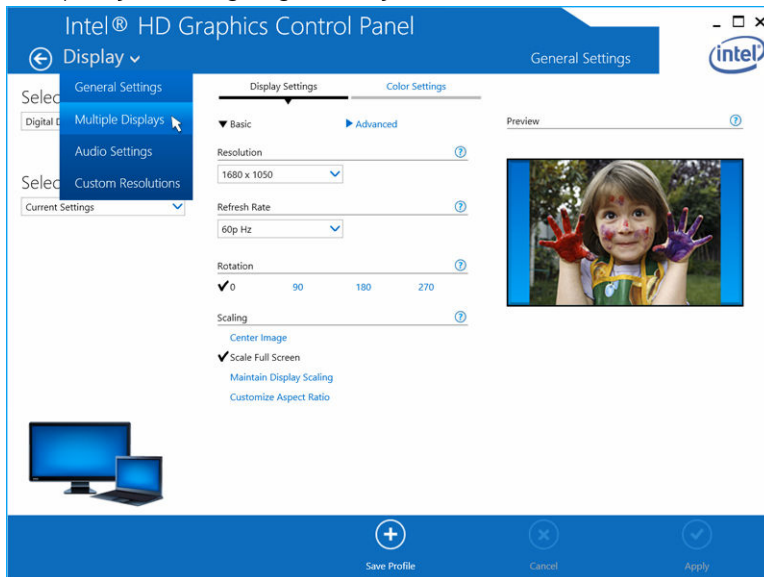 Intel® HD Graphics Control Panel
Display
General Settings
intel
General Settings
Multiple Displays
Audio Settings
Custom Resolutions
Selec
Digital D
Selec
Current Settings
Display Settings
Color Settings
Basic
Advanced
Resolution
1680 x 1050
Refresh Rate
60p Hz
Rotation
0 90 180 270
Scaling
Center Image
Scale Full Screen
Maintain Display Scaling
Customize Aspect Ratio
Preview
Save Profile
Cancel
Apply